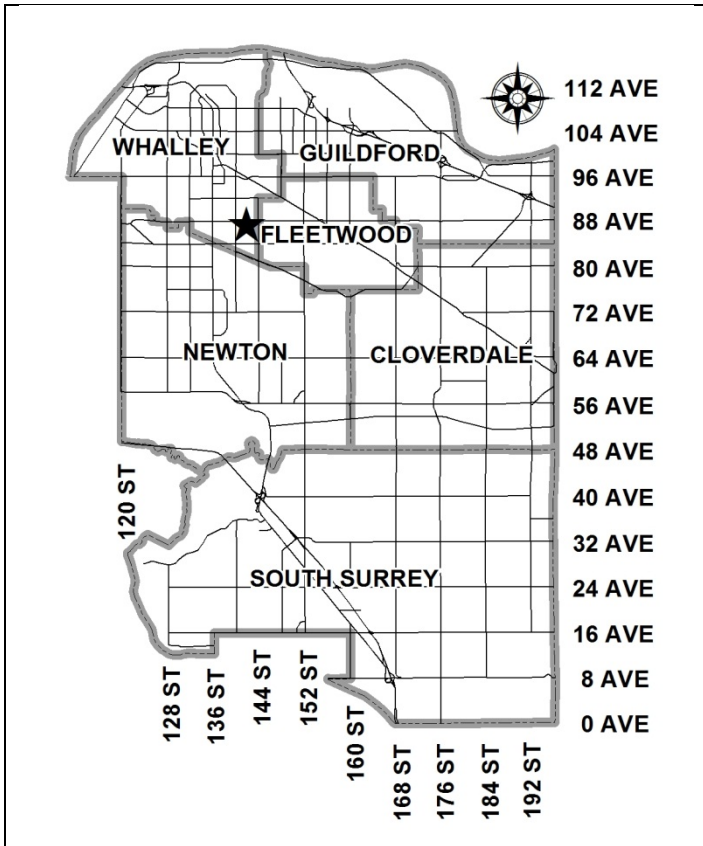 112 AVE
104 AVE
WHALLEY
GUILDFORD
96 AVE
88 AVE
FLEETWOOD
80 AVE
72 AVE
NEWTON
CLOVERDALE
64 AVE
56 AVE
48 AVE
120 ST
40 AVE
32 AVE
SOUTH SURREY
24 AVE
16 AVE
128 ST
136 ST
144 ST
152 ST
160 ST
8 AVE
0 AVE
168 ST
176 ST
184 ST
192 ST